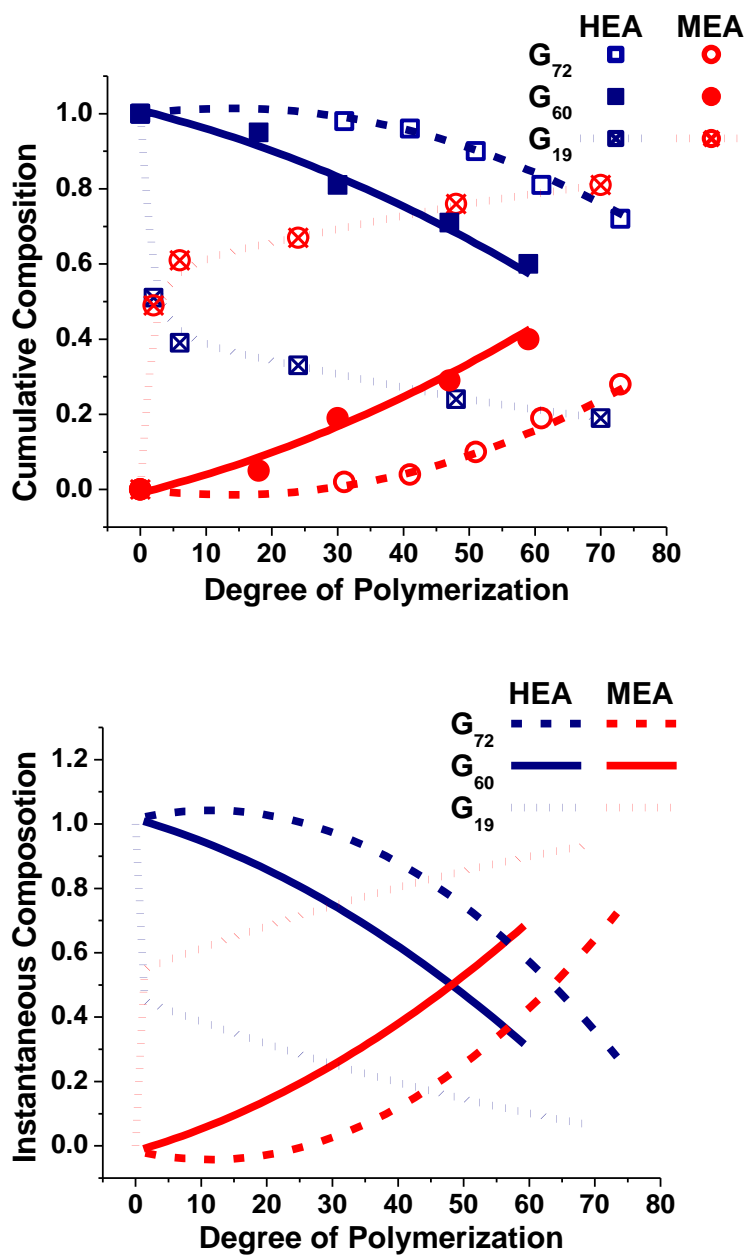 HEA MEA
G72
G60
G19
1.0
0.8
0.6
0.4
0.2
0.0
Cumulative Composition
0 10 20 30 40 50 60 70 80
Degree of Polymerization
HEA MEA
G72
G60
G19
1.2
1.0
0.8
0.6
0.4
0.2
0.0
Instantaneous Composotion
0 10 20 30 40 50 60 70 80
Degree of Polymerization